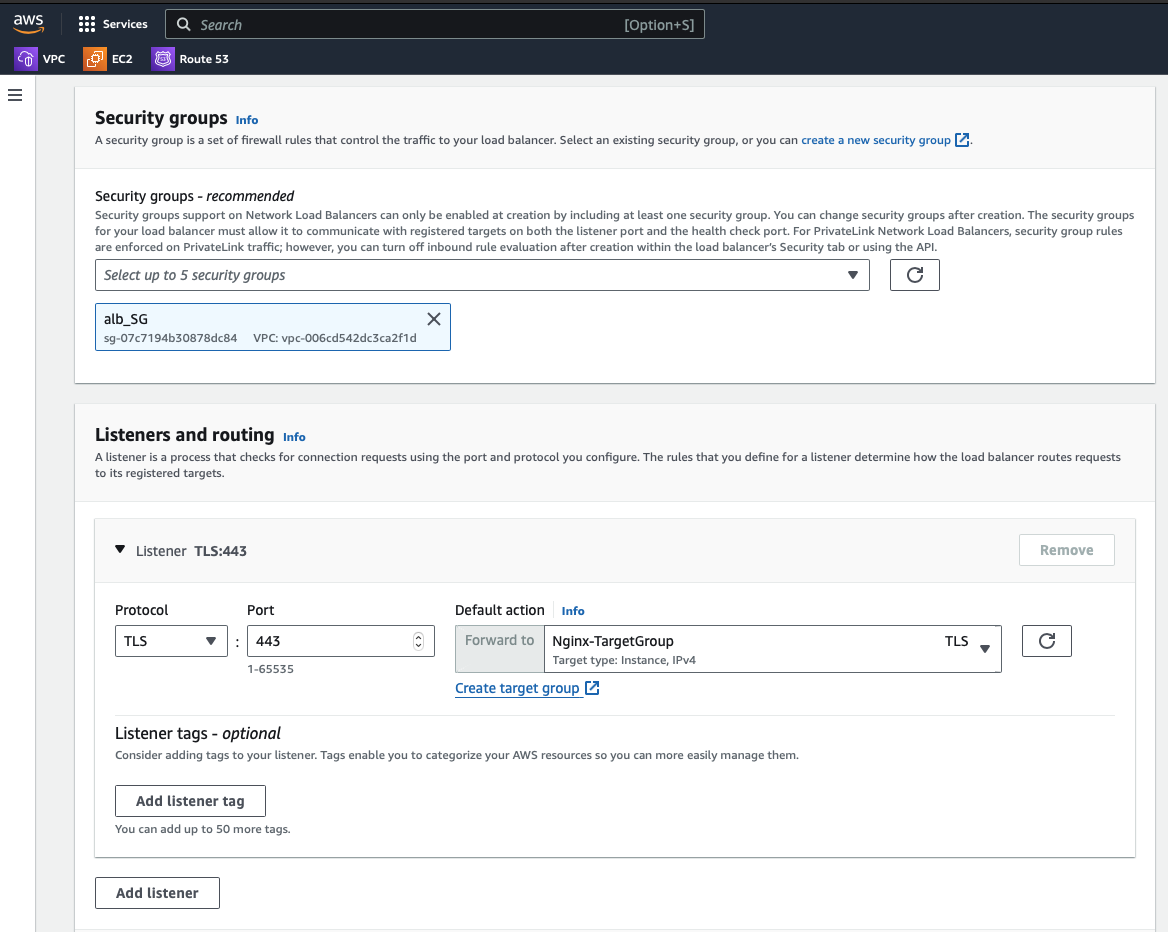 aws
Services
Search
[Option+S]
VPC
EC2
Route 53
Security groups Info
A security group is a set of firewall rules that control the traffic to your load balancer. Select an existing security group, or you can create a new security group .
Security groups - recommended
Security groups support on Network Load Balancers can only be enabled at creation by including at least one security group. You can change security groups after creation. The security groups
for your load balancer must allow it to communicate with registered targets on both the listener port and the health check port. For PrivateLink Network Load Balancers, security group rules
are enforced on PrivateLink traffic; however, you can turn off inbound rule evaluation after creation within the load balancer's Security tab or using the API.
Select up to 5 security groups
alb_SG
sg-07c7194b30878dc84 VPC: vpc-006cd542dc3ca2f1d
Listeners and routing Info
A listener is a process that checks for connection requests using the port and protocol you configure. The rules that you define for a listener determine how the load balancer routes requests
to its registered targets.
Listener TLS:443
Remove
Protocol
Port
Default action Info
TLS
:
443
Forward to
Nginx-TargetGroup
TLS
Target type: Instance, IPv4
1-65535
Create target group
Listener tags - optional
Consider adding tags to your listener. Tags enable you to categorize your AWS resources so you can more easily manage them.
Add listener tag
You can add up to 50 more tags.
Add listener